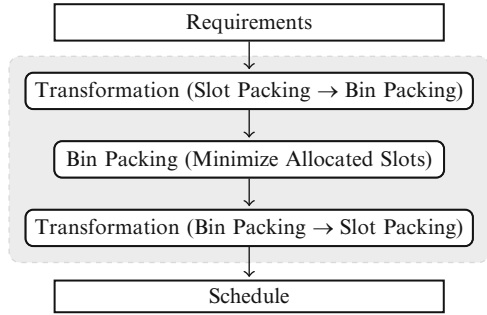 Requirements
Transformation (Slot Packing → Bin Packing)
Bin Packing (Minimize Allocated Slots)
Transformation (Bin Packing → Slot Packing)
Schedule